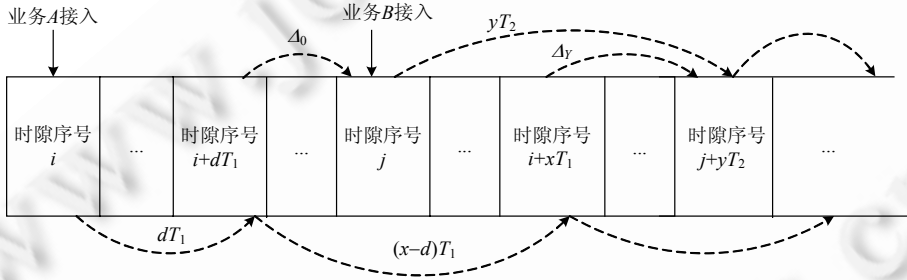 业务A接入
业务B接入
Δ₀
yT₂
Δ_Y
时隙序号
i
...
时隙序号
i+dT₁
...
时隙序号
j
...
时隙序号
i+xT₁
...
时隙序号
j+yT₂
...
dT₁
(x−d)T₁